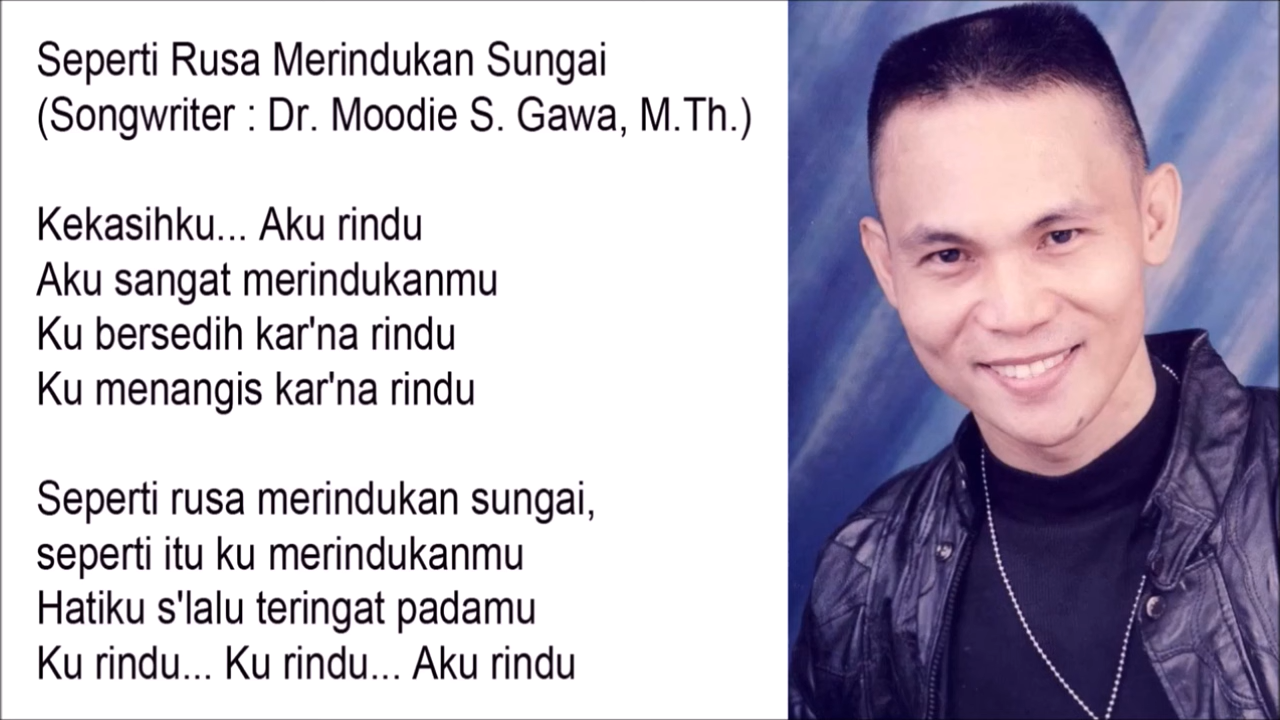 Seperti Rusa Merindukan Sungai
(Songwriter : Dr. Moodie S. Gawa, M.Th.)
Kekasihku... Aku rindu
Aku sangat merindukanmu
Ku bersedih kar'na rindu
Ku menangis kar'na rindu
Seperti rusa merindukan sungai,
seperti itu ku merindukanmu
Hatiku s'lalu teringat padamu
Ku rindu... Ku rindu... Aku rindu